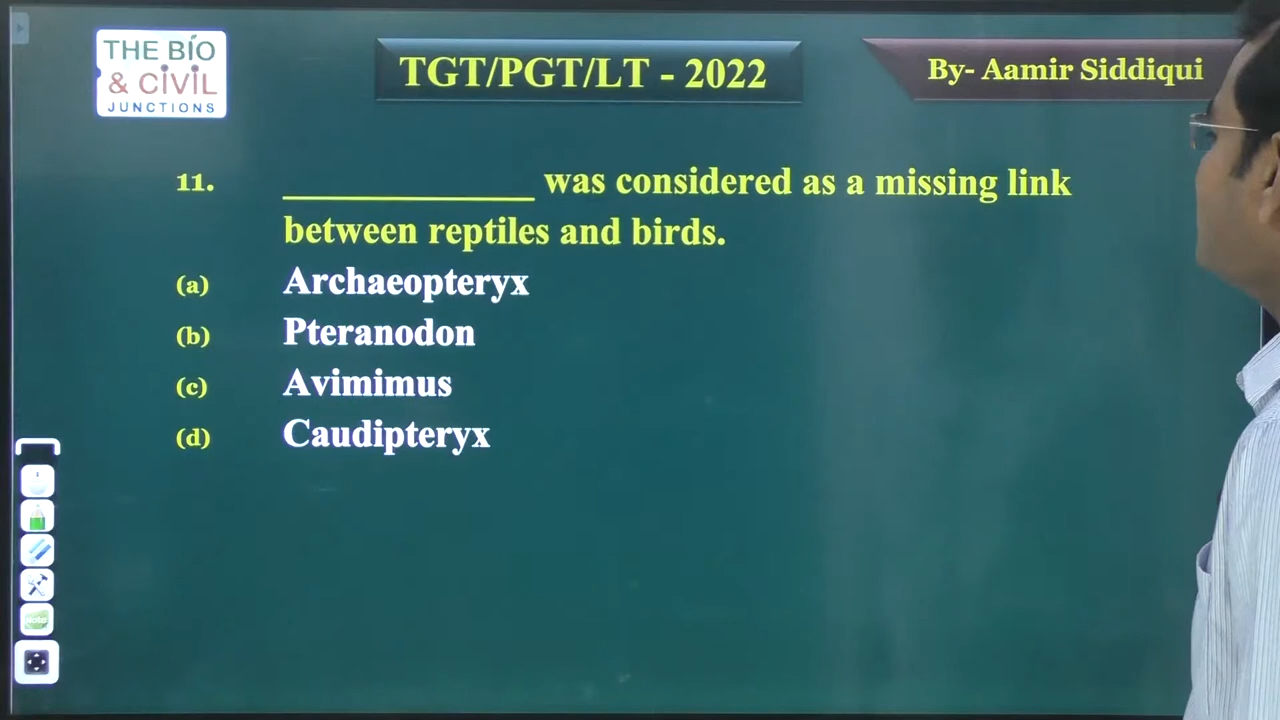 THE BIO
& CIVIL
JUNCTIONS
TGT/PGT/LT - 2022
By- Aamir Siddiqui
11. ______________ was considered as a missing link
between reptiles and birds.
(a) Archaeopteryx
(b) Pteranodon
(c) Avimimus
(d) Caudipteryx
Note